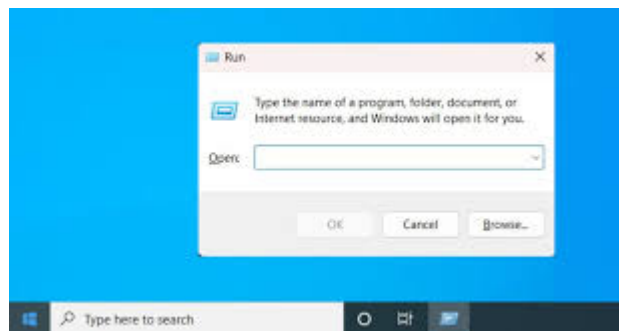 Run
Type the name of a program, folder, document, or
Internet resource, and Windows will open it for you.
Open:
OK
Cancel
Browse...
Type here to search